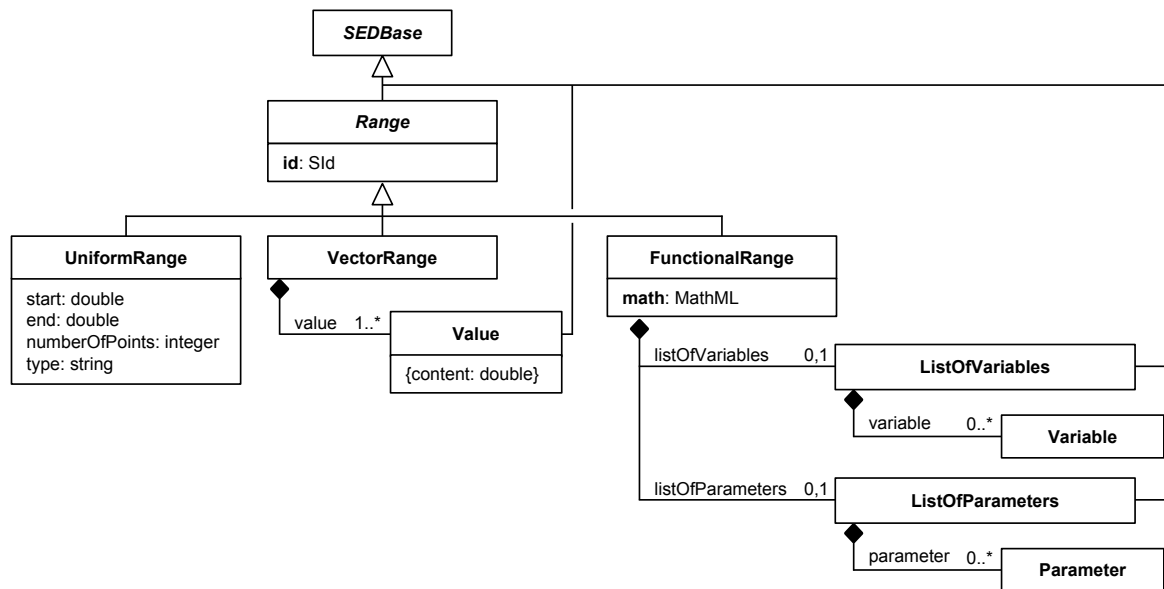 SEDBase
Range
id: SId
UniformRange
start: double
end: double
numberOfPoints: integer
type: string
VectorRange
value 1..*
Value
{content: double}
FunctionalRange
math: MathML
listOfVariables 0,1
ListOfVariables
variable 0..*
Variable
listOfParameters 0,1
ListOfParameters
parameter 0..*
Parameter